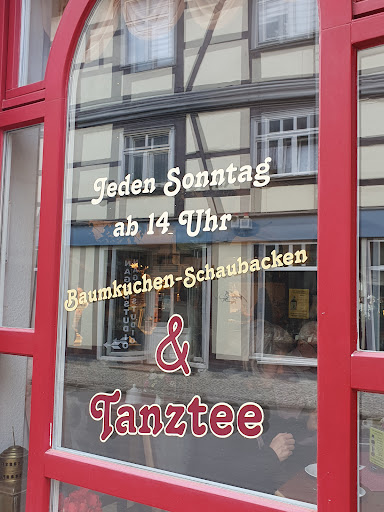 Jeden Sonntag
ab 14 Uhr
Baumkuchen-Schaubacken
&
Tanztee